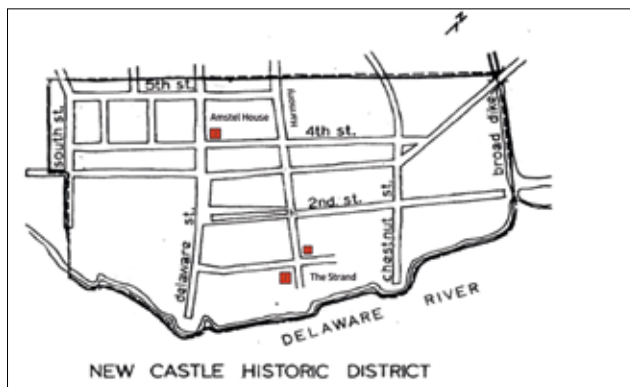 N
5th st.
Amstel House
Harmony
south st.
4th st.
broad dike
2nd. st.
delaware st.
chestnut st.
The Strand
DELAWARE RIVER
NEW CASTLE HISTORIC DISTRICT